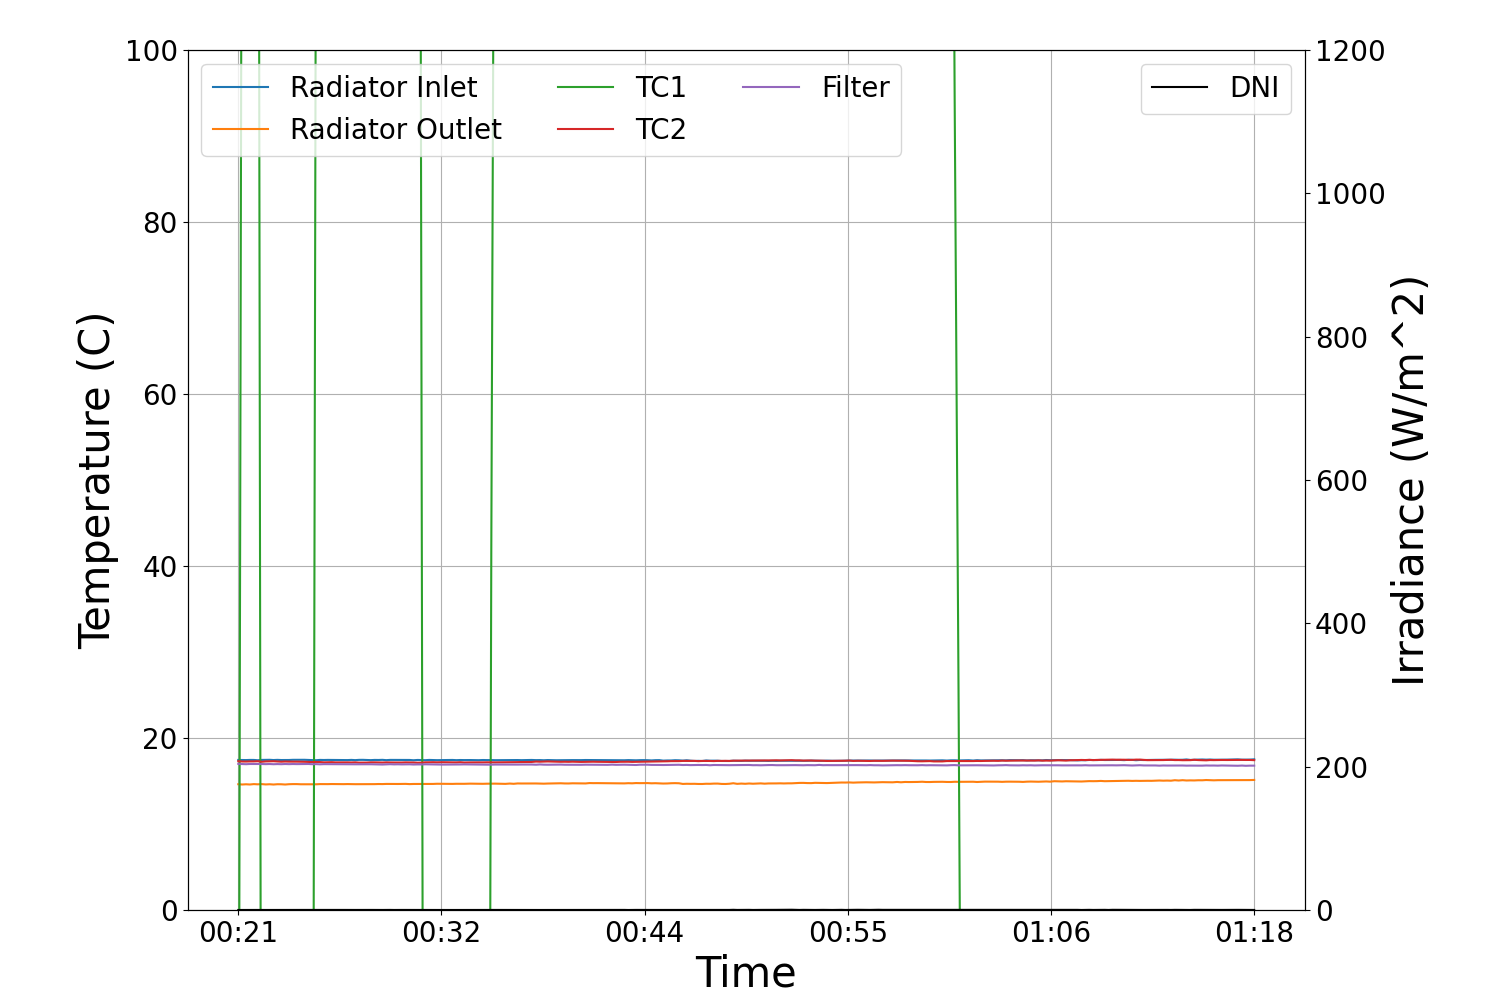 100
80
60
40
20
0
Temperature (C)
Radiator Inlet
Radiator Outlet
TC1
TC2
Filter
DNI
1200
1000
800
600
400
200
0
Irradiance (W/m^2)
00:21
00:32
00:44
00:55
01:06
01:18
Time